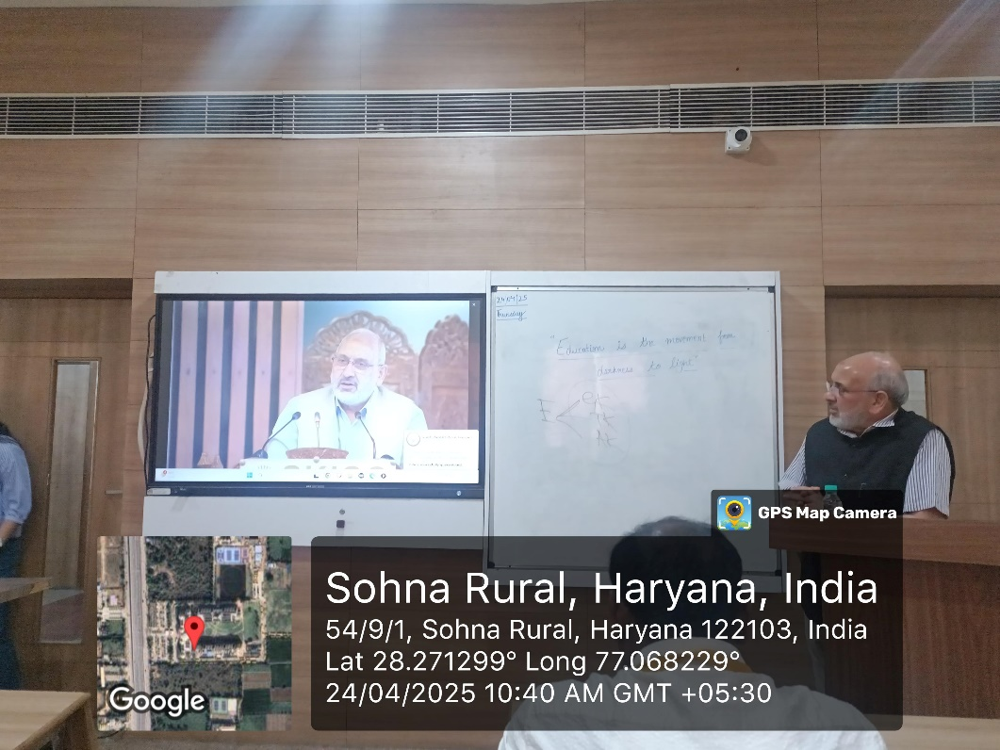 24.04.25
Thursday
"Education is the movement from
darkness to light"
E
GPS Map Camera
Sohna Rural, Haryana, India
54/9/1, Sohna Rural, Haryana 122103, India
Lat 28.271299° Long 77.068229°
24/04/2025 10:40 AM GMT +05:30
Google